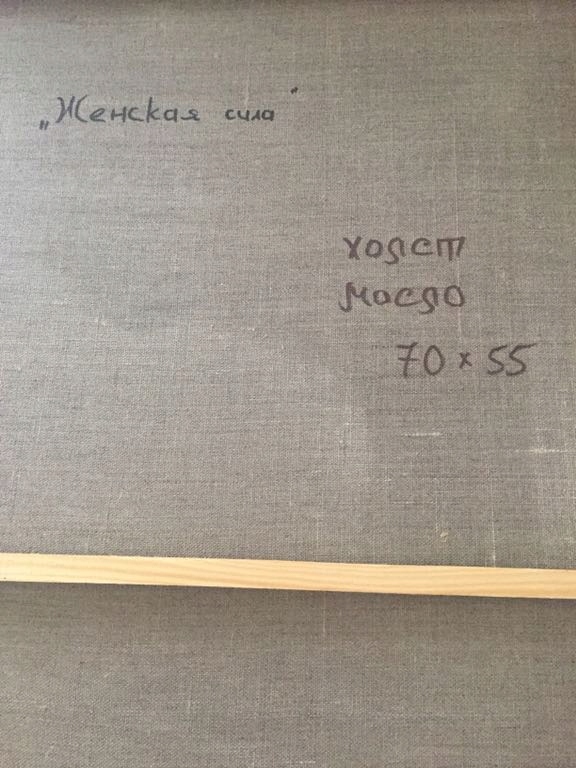 „Женская сила"
холст
масло
70 x 55